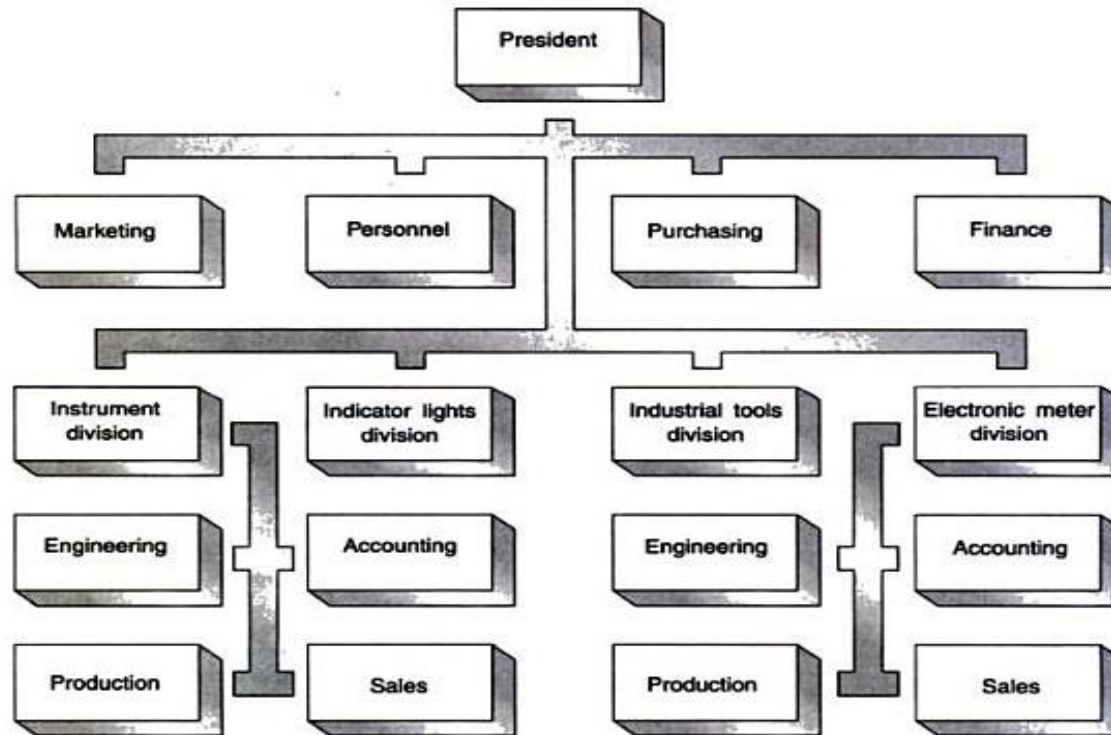 President
Marketing
Personnel
Purchasing
Finance
Instrument
division
Indicator lights
division
Industrial tools
division
Electronic meter
division
Engineering
Accounting
Engineering
Accounting
Production
Sales
Production
Sales